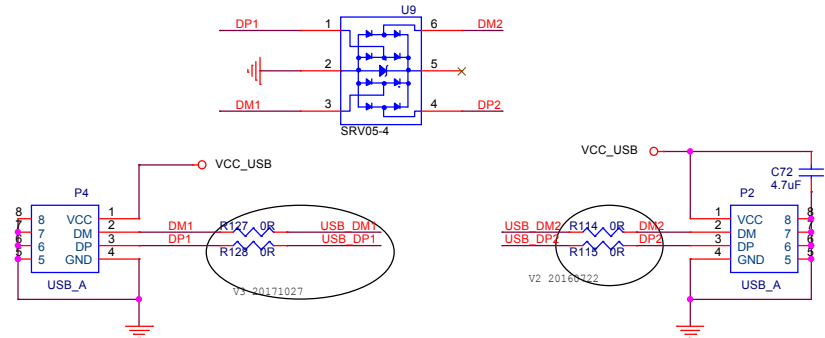 U9
DP1 1 6 DM2
2 5
DM1 3 4 DP2
SRV05-4
VCC_USB
VCC_USB
C72
4.7uF
P4
P2
8 8 VCC 1
7 7 DM 2 DM1 R127 0R USB_DM1
6 6 DP 3 DP1 R128 0R USB_DP1
5 5 GND 4
USB_A
V3 20171027
USB_DM2 R114 0R DM2 1 VCC 8 8
USB_DP2 R115 0R DP2 2 DM 7 7
3 DP 6 6
4 GND 5 5
USB_A
V2 20160722